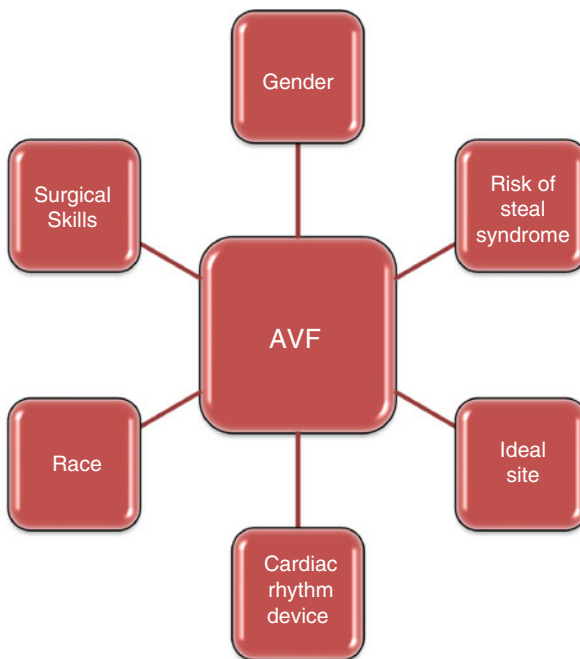 Gender
Surgical
Skills
Risk of
steal
syndrome
AVF
Race
Ideal
site
Cardiac
rhythm
device